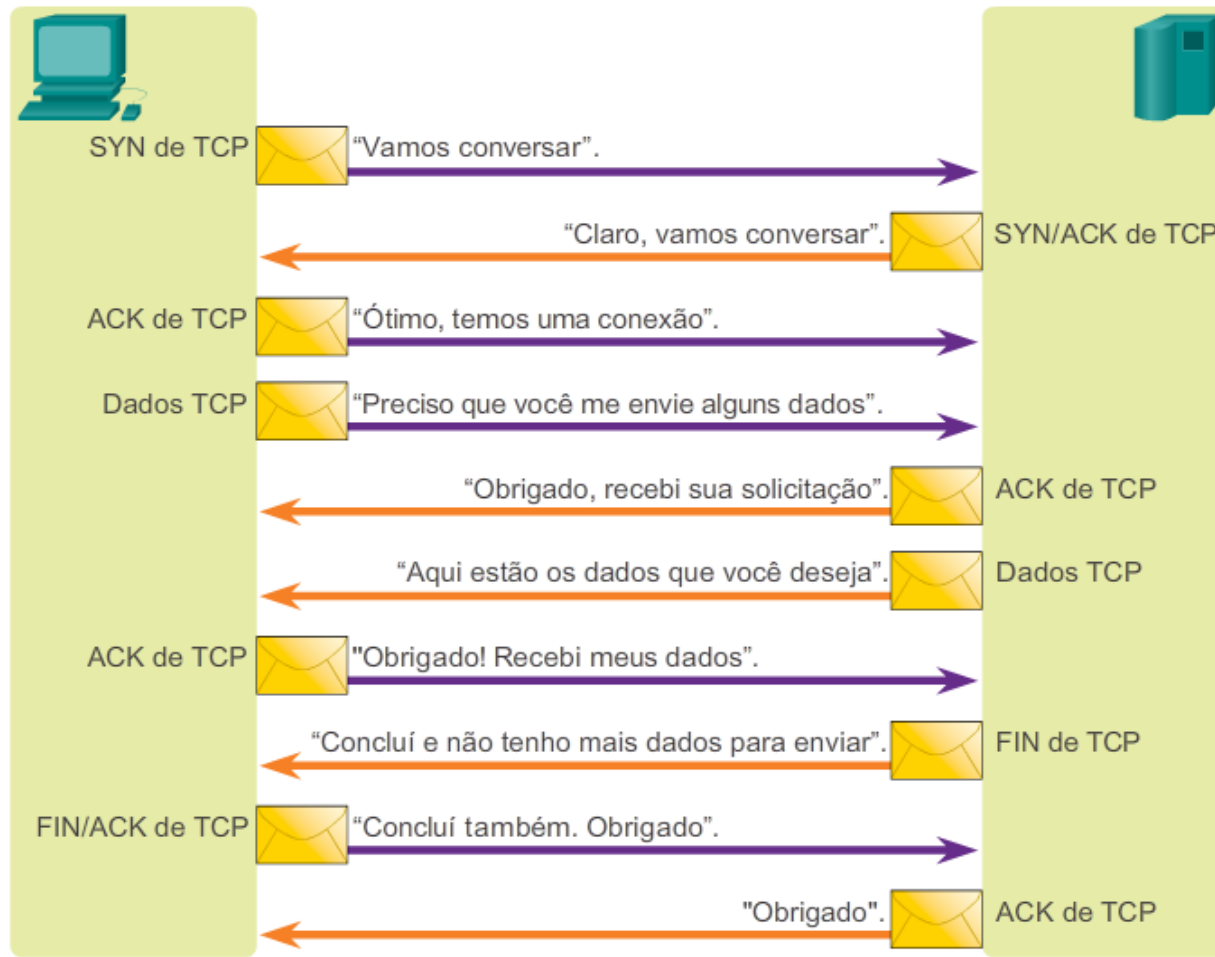 SYN de TCP “Vamos conversar”.
“Claro, vamos conversar”. SYN/ACK de TCP
ACK de TCP “Ótimo, temos uma conexão”.
Dados TCP “Preciso que você me envie alguns dados”.
“Obrigado, recebi sua solicitação”. ACK de TCP
“Aqui estão os dados que você deseja”. Dados TCP
ACK de TCP "Obrigado! Recebi meus dados”.
“Concluí e não tenho mais dados para enviar”. FIN de TCP
FIN/ACK de TCP “Concluí também. Obrigado”.
"Obrigado". ACK de TCP